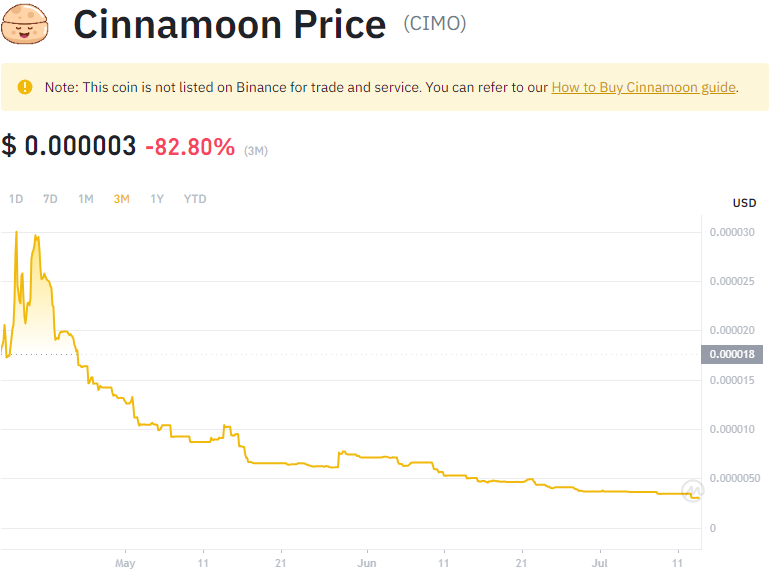 Cinnamoon Price (CIMO)
Note: This coin is not listed on Binance for trade and service. You can refer to our How to Buy Cinnamoon guide.
$ 0.000003 -82.80% (3M)
1D 7D 1M 3M 1Y YTD
USD
0.000030
0.000025
0.000020
0.000018
0.000015
0.000010
0.0000050
0
May 11 21 Jun 11 21 Jul 11